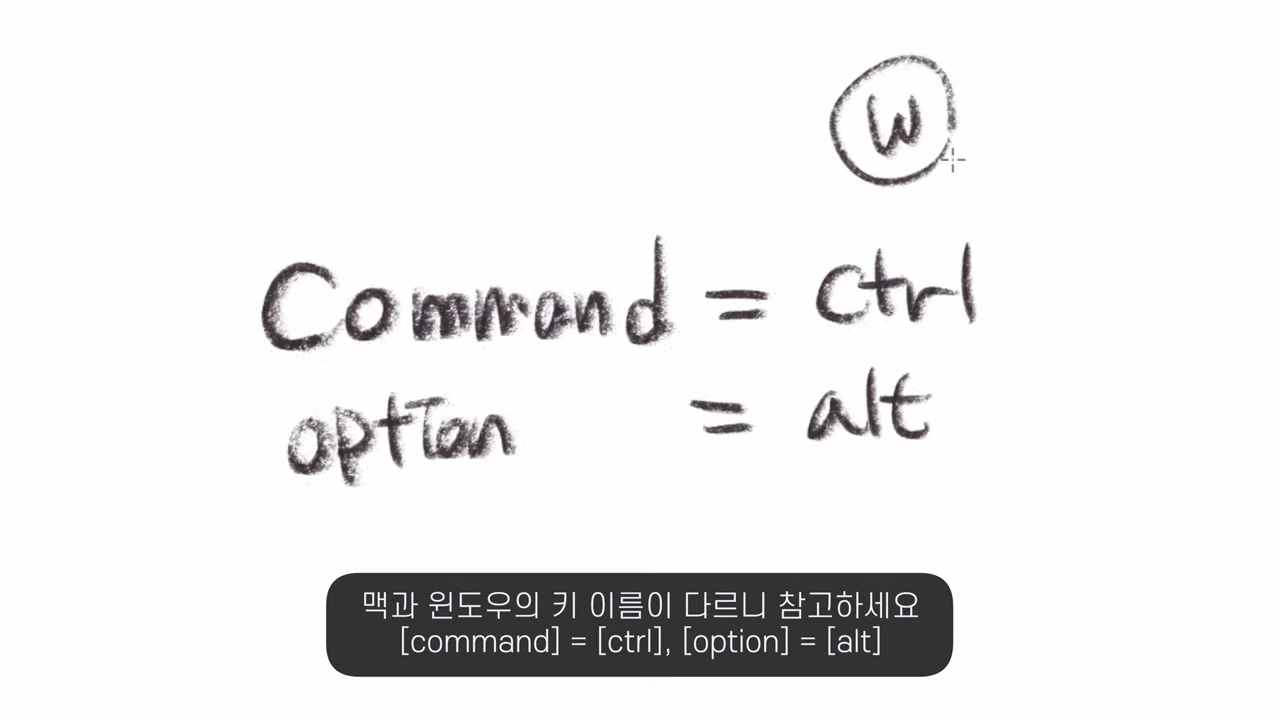 W
Command = ctrl
option = alt
맥과 윈도우의 키 이름이 다르니 참고하세요
[command] = [ctrl], [option] = [alt]